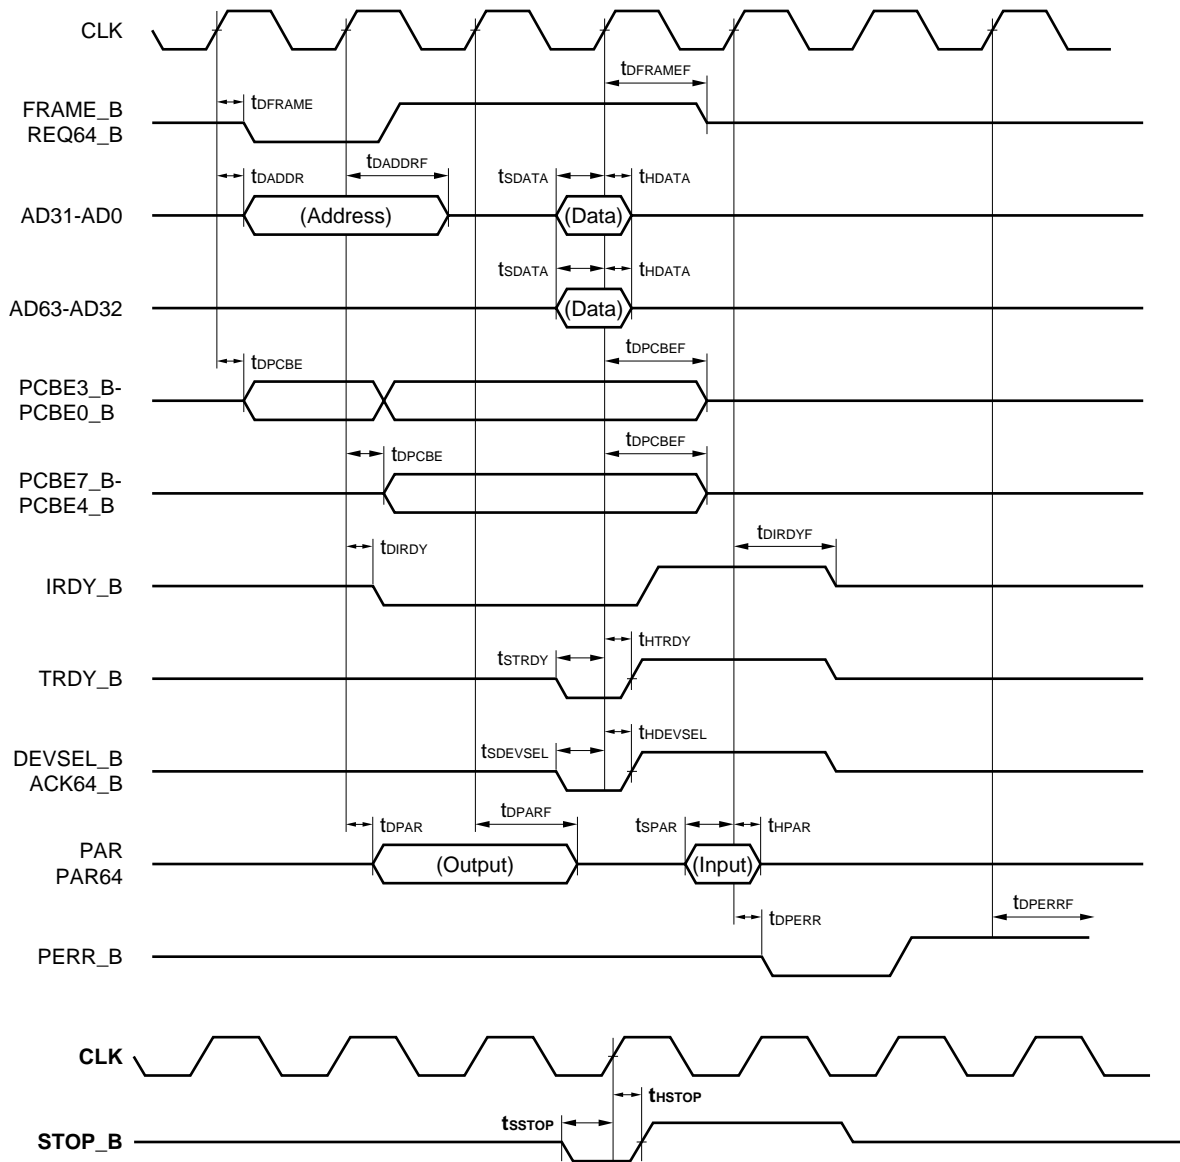 CLK
tDFRAMEF
tDFRAME
FRAME_B
REQ64_B
tDADDR
tDADDRF
tSDATA
tHDATA
AD31-AD0
(Address)
(Data)
tSDATA
tHDATA
AD63-AD32
(Data)
tDPCBE
tDPCBEF
PCBE3_B-
PCBE0_B
tDPCBE
tDPCBEF
PCBE7_B-
PCBE4_B
tDIRDY
tDIRDYF
IRDY_B
tSTRDY
tHTRDY
TRDY_B
tSDEVSEL
tHDEVSEL
DEVSEL_B
ACK64_B
tDPAR
tDPARF
tSPAR
tHPAR
PAR
PAR64
(Output)
(Input)
tDPERR
tDPERRF
PERR_B
CLK
tSSTOP
tHSTOP
STOP_B